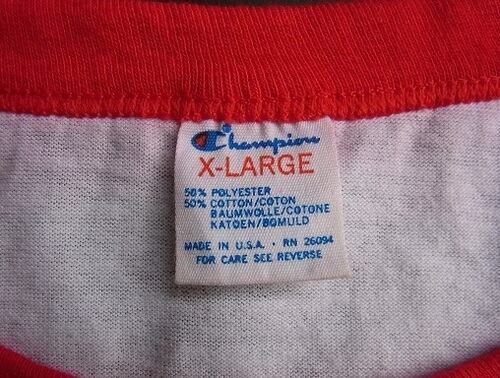 Champion
X-LARGE
50% POLYESTER
50% COTTON/COTON
BAUMWOLLE/COTONE
KATOEN/BOMULD
MADE IN U.S.A. · RN 26094
FOR CARE SEE REVERSE